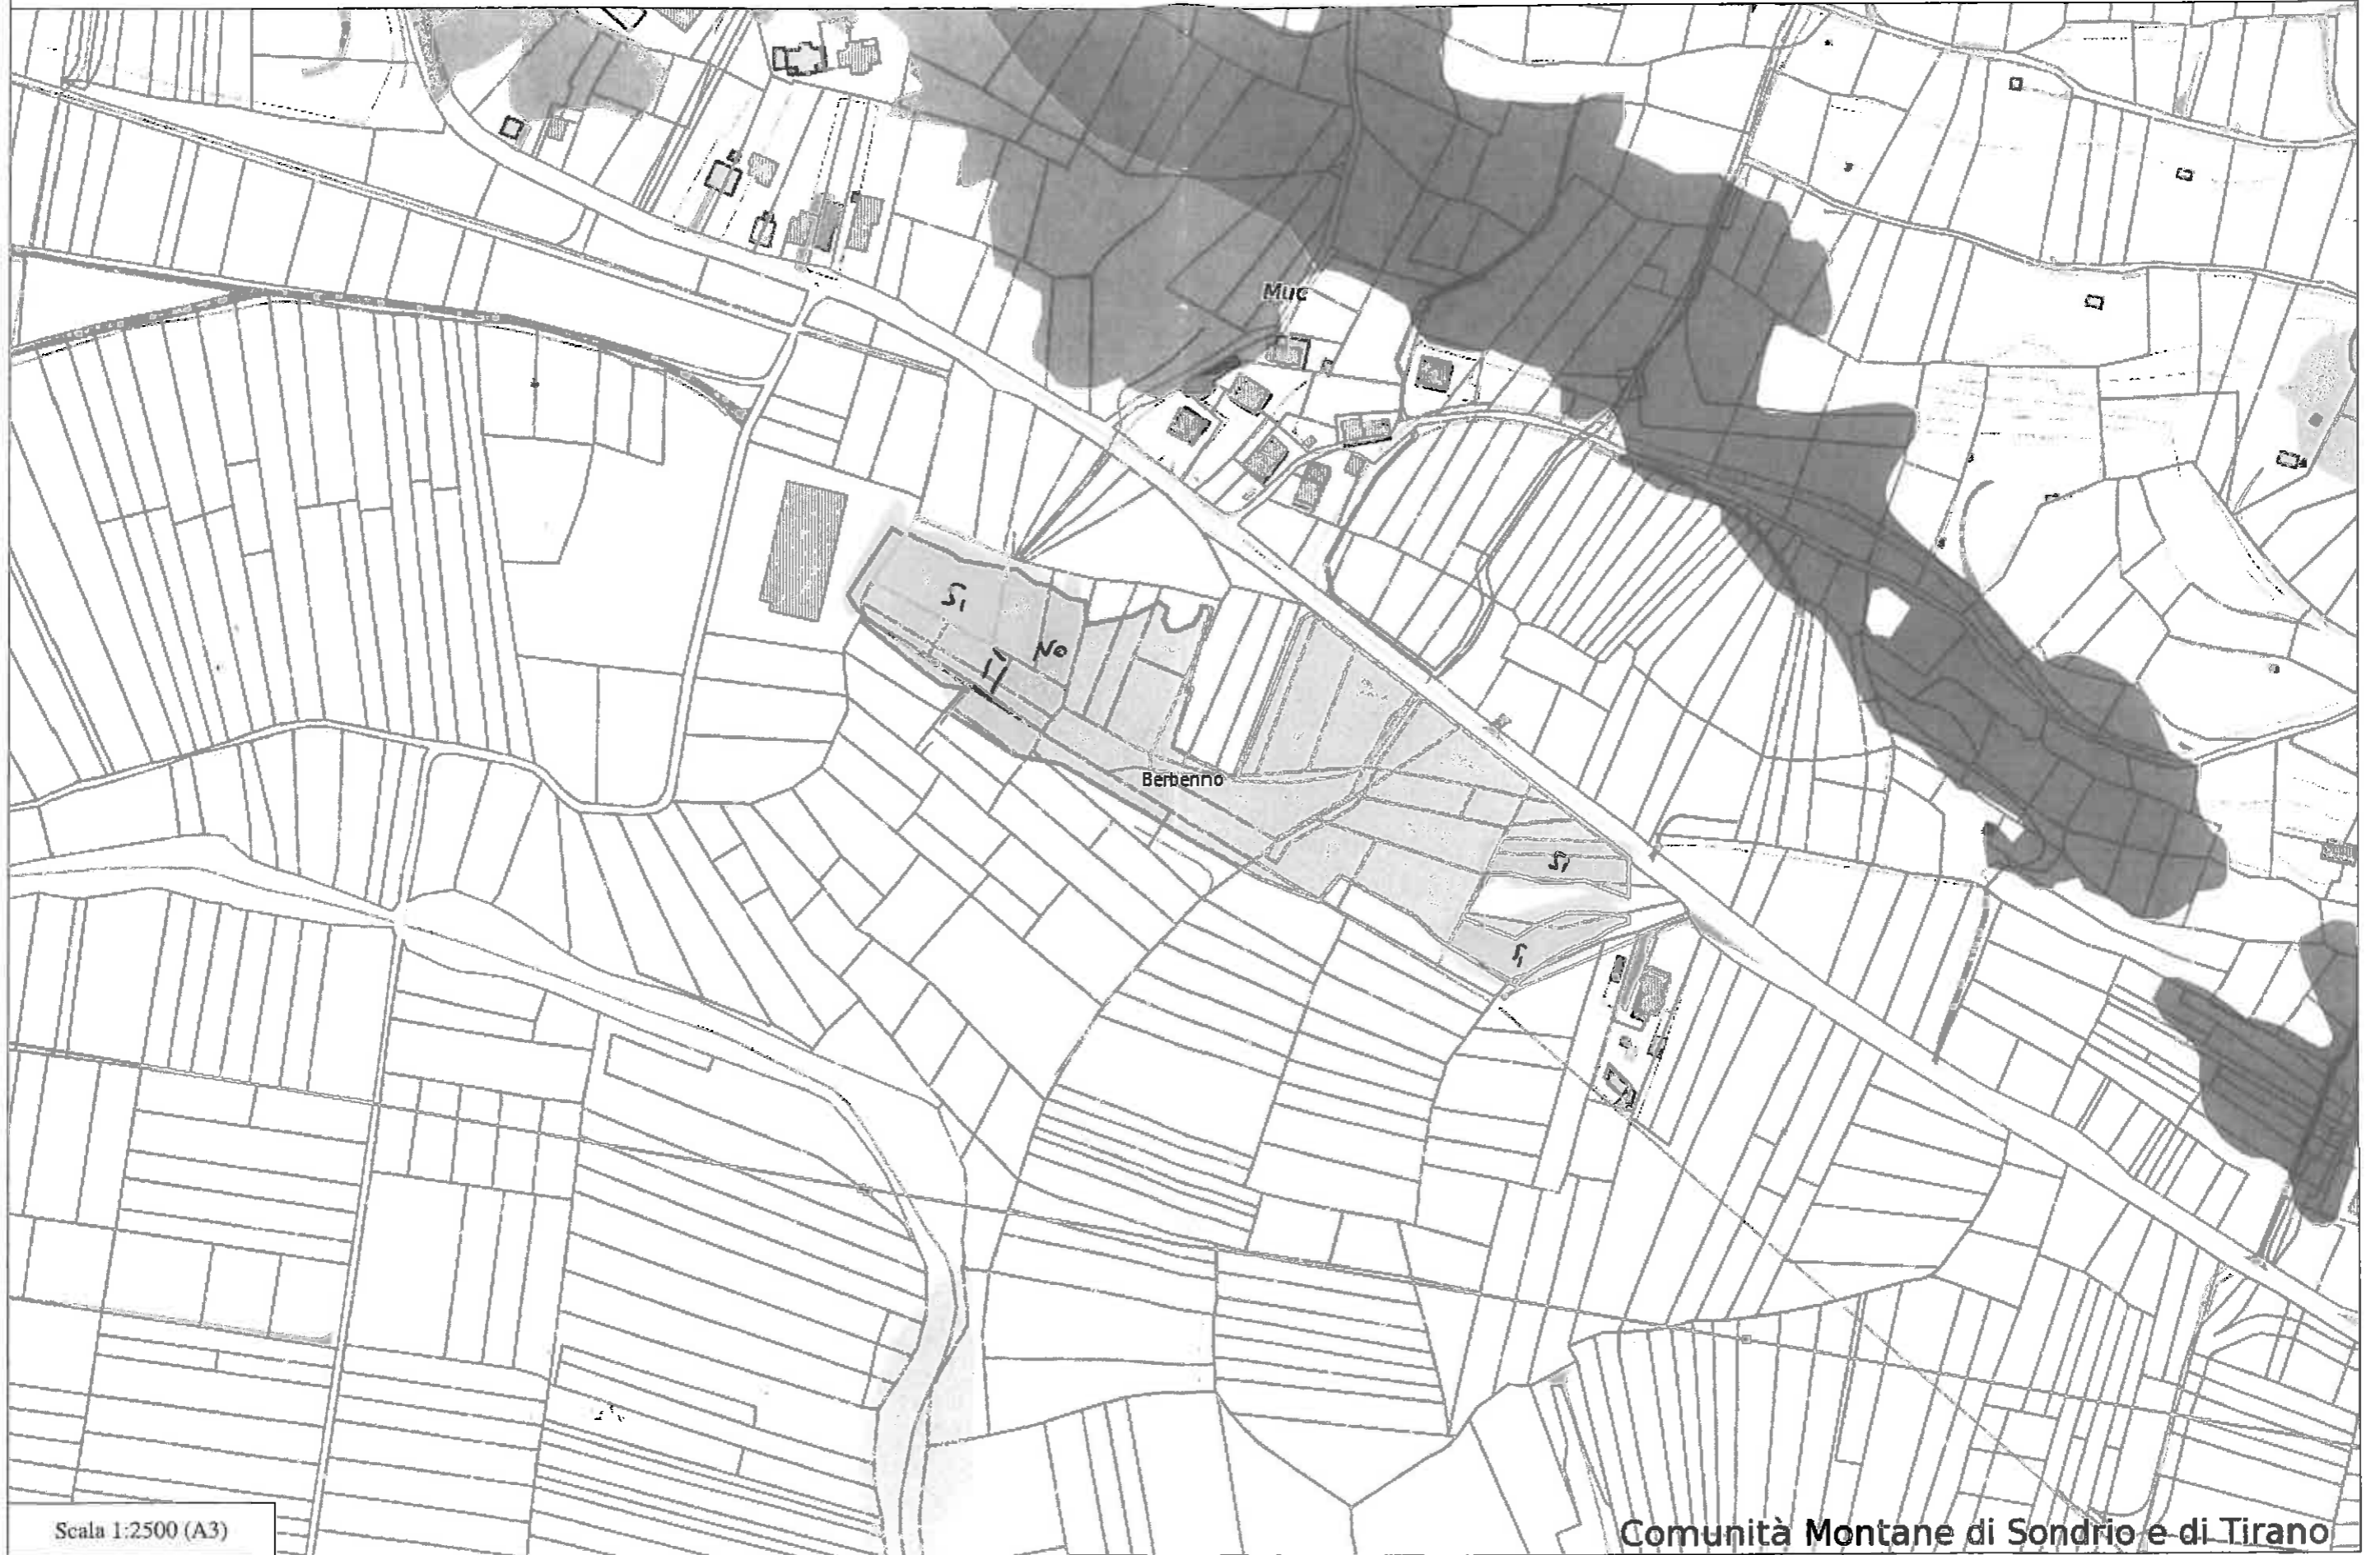 Muc
Si
No
Berbenno
Si
Si
Scala 1:2500 (A3)
Comunità Montane di Sondrio e di Tirano